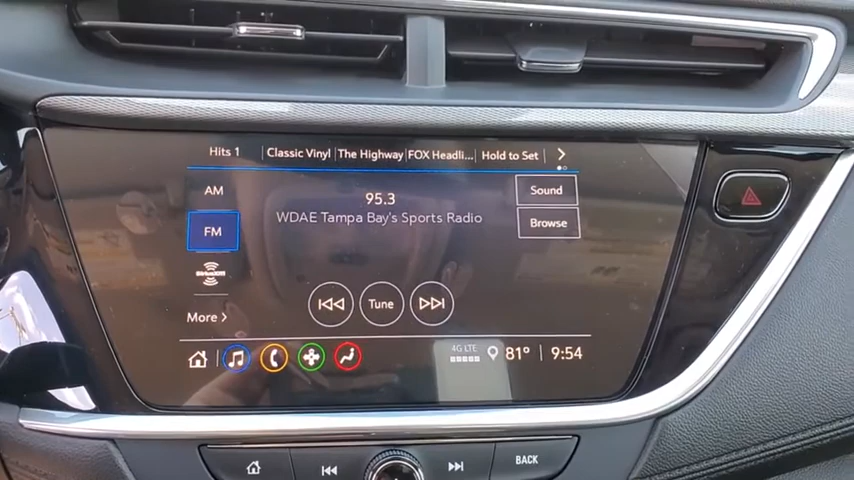 Hits 1 Classic Vinyl The Highway FOX Headli... Hold to Set
AM
95.3
Sound
WDAE Tampa Bay's Sports Radio
FM
Browse
SiriusXM
Tune
More
4G LTE
81° 9:54
BACK